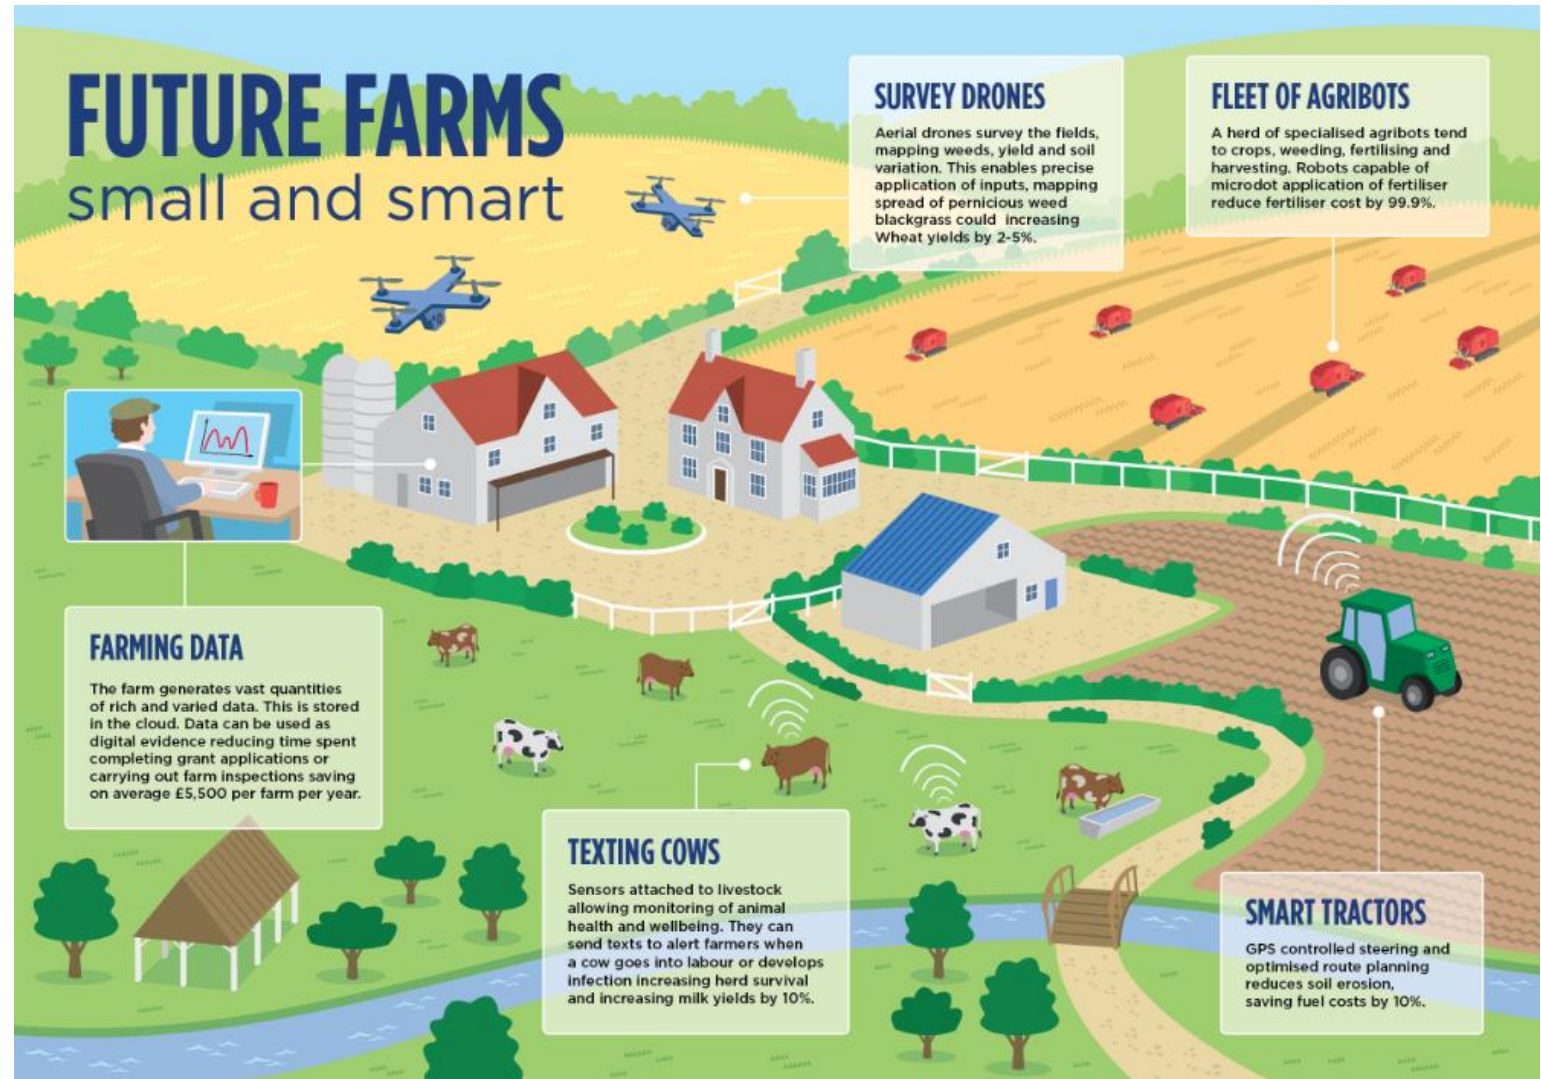 FUTURE FARMS
small and smart
SURVEY DRONES
Aerial drones survey the fields,
mapping weeds, yield and soil
variation. This enables precise
application of inputs, mapping
spread of pernicious weed
blackgrass could increasing
Wheat yields by 2-5%.
FLEET OF AGRIBOTS
A herd of specialised agribots tend
to crops, weeding, fertilising and
harvesting. Robots capable of
microdot application of fertiliser
reduce fertiliser cost by 99.9%.
FARMING DATA
The farm generates vast quantities
of rich and varied data. This is stored
in the cloud. Data can be used as
digital evidence reducing time spent
completing grant applications or
carrying out farm inspections saving
on average £5,500 per farm per year.
TEXTING COWS
Sensors attached to livestock
allowing monitoring of animal
health and wellbeing. They can
send texts to alert farmers when
a cow goes into labour or develops
infection increasing herd survival
and increasing milk yields by 10%.
SMART TRACTORS
GPS controlled steering and
optimised route planning
reduces soil erosion,
saving fuel costs by 10%.